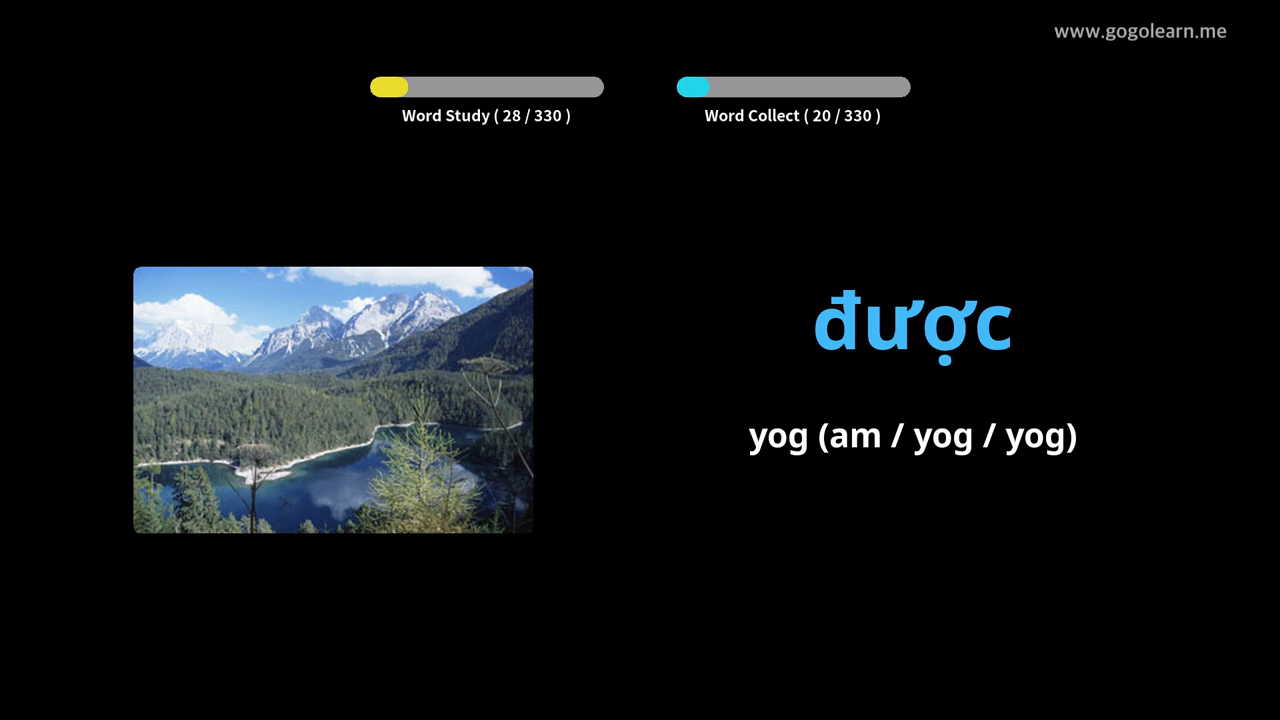 www.gogolearn.me
Word Study ( 28 / 330 )
Word Collect ( 20 / 330 )
được
yog (am / yog / yog)